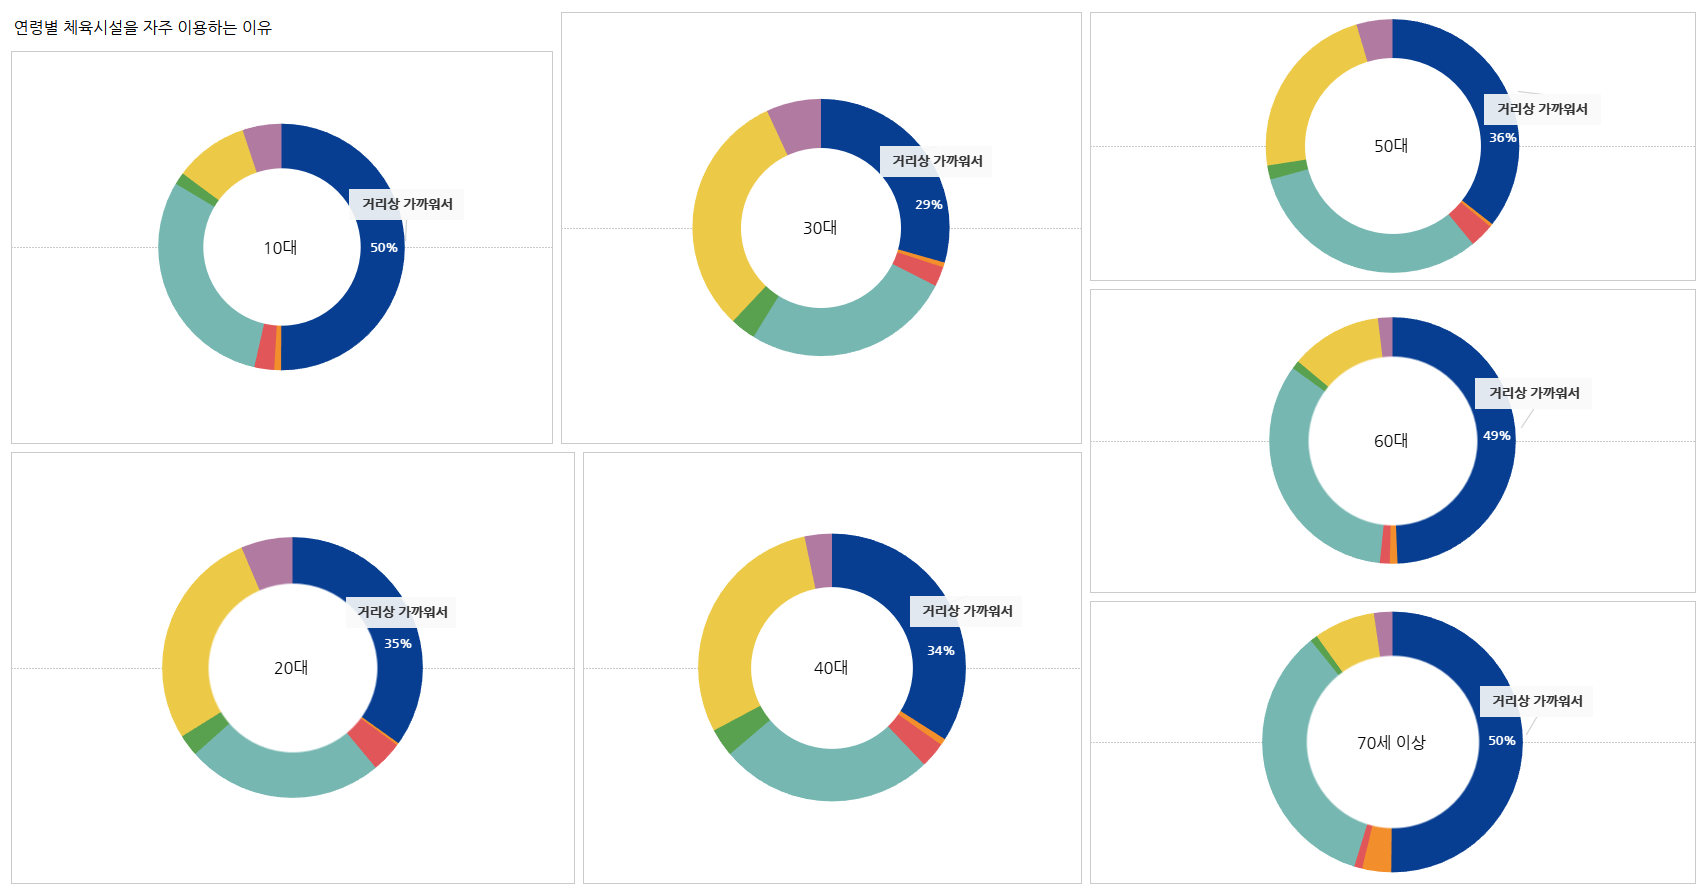 연령별 체육시설을 자주 이용하는 이유
거리상 가까워서
10대
50%
거리상 가까워서
30대
29%
거리상 가까워서
50대
36%
거리상 가까워서
60대
49%
거리상 가까워서
20대
35%
거리상 가까워서
40대
34%
거리상 가까워서
70세 이상
50%